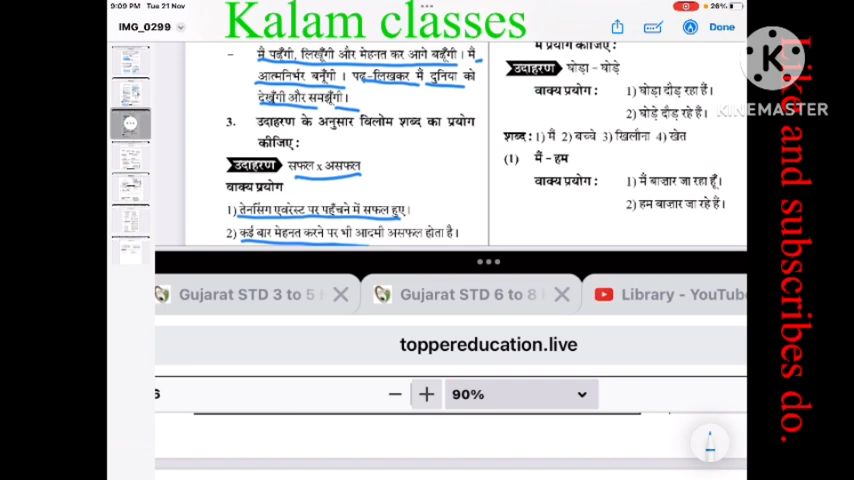 Kalam classes
9:09 PM Tue 21 Nov
26%
IMG_0299
Done
- मैं पढ़ूँगी, लिखूँगी और मेहनत कर आगे बढ़ूँगी। मैं
आत्मनिर्भर बनूँगी। पढ़-लिखकर मैं दुनिया को
देखूँगी और समझूँगी।
3. उदाहरण के अनुसार विलोम शब्द का प्रयोग
कीजिए :
उदाहरण सफल x असफल
वाक्य प्रयोग
1) तेनसिंग एवरेस्ट पर पहुँचने में सफल हुए।
2) कई बार मेहनत करने पर भी आदमी असफल होता है।
में प्रयोग कीजिए :
उदाहरण घोड़ा - घोड़े
वाक्य प्रयोग : 1) घोड़ा दौड़ रहा हैं।
2) घोड़े दौड़ रहे हैं।
शब्द : 1) मैं 2) बच्चे 3) खिलौना 4) खेत
(1) मैं - हम
वाक्य प्रयोग : 1) मैं बाज़ार जा रहा हूँ।
2) हम बाज़ार जा रहे हैं।
K
KINEMASTER
Like and subscribes do.
Gujarat STD 3 to 5
Gujarat STD 6 to 8
Library - YouTub
toppereducation.live
6
90%